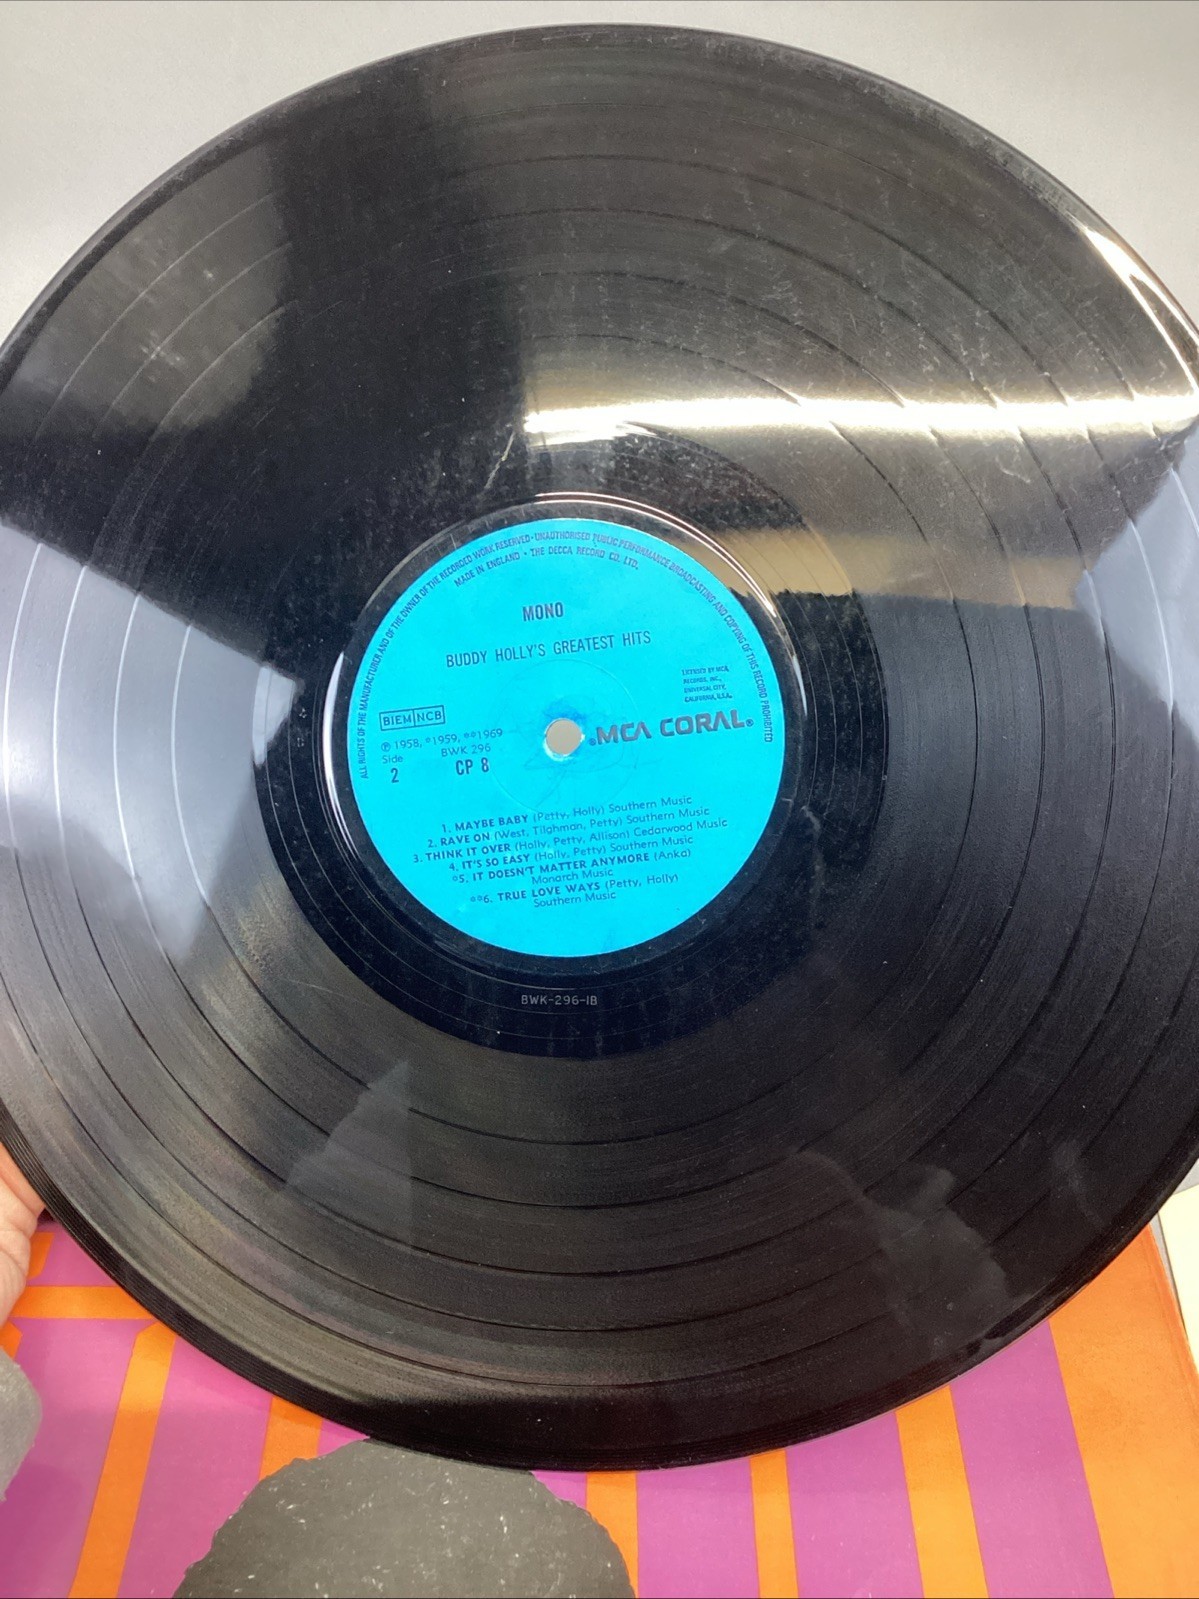 ALL RIGHTS OF THE MANUFACTURER AND OF THE OWNER OF THE RECORDED WORK RESERVED · UNAUTHORISED PUBLIC PERFORMANCE BROADCASTING AND COPYING OF THIS RECORD PROHIBITED
MADE IN ENGLAND · THE DECCA RECORD CO. LTD.
MONO
BUDDY HOLLY'S GREATEST HITS
LICENSED BY MCA
RECORDS, INC.,
UNIVERSAL CITY,
CALIFORNIA, U.S.A.
BIEM NCB
MCA CORAL®
℗ 1958, °1959, °°1969
Side BWK 296
2 CP 8
1. MAYBE BABY (Petty, Holly) Southern Music
2. RAVE ON (West, Tilghman, Petty) Southern Music
3. THINK IT OVER (Holly, Petty, Allison) Cedarwood Music
4. IT'S SO EASY (Holly, Petty) Southern Music
°5. IT DOESN'T MATTER ANYMORE (Anka)
Monarch Music
°°6. TRUE LOVE WAYS (Petty, Holly)
Southern Music
BWK-296-1B